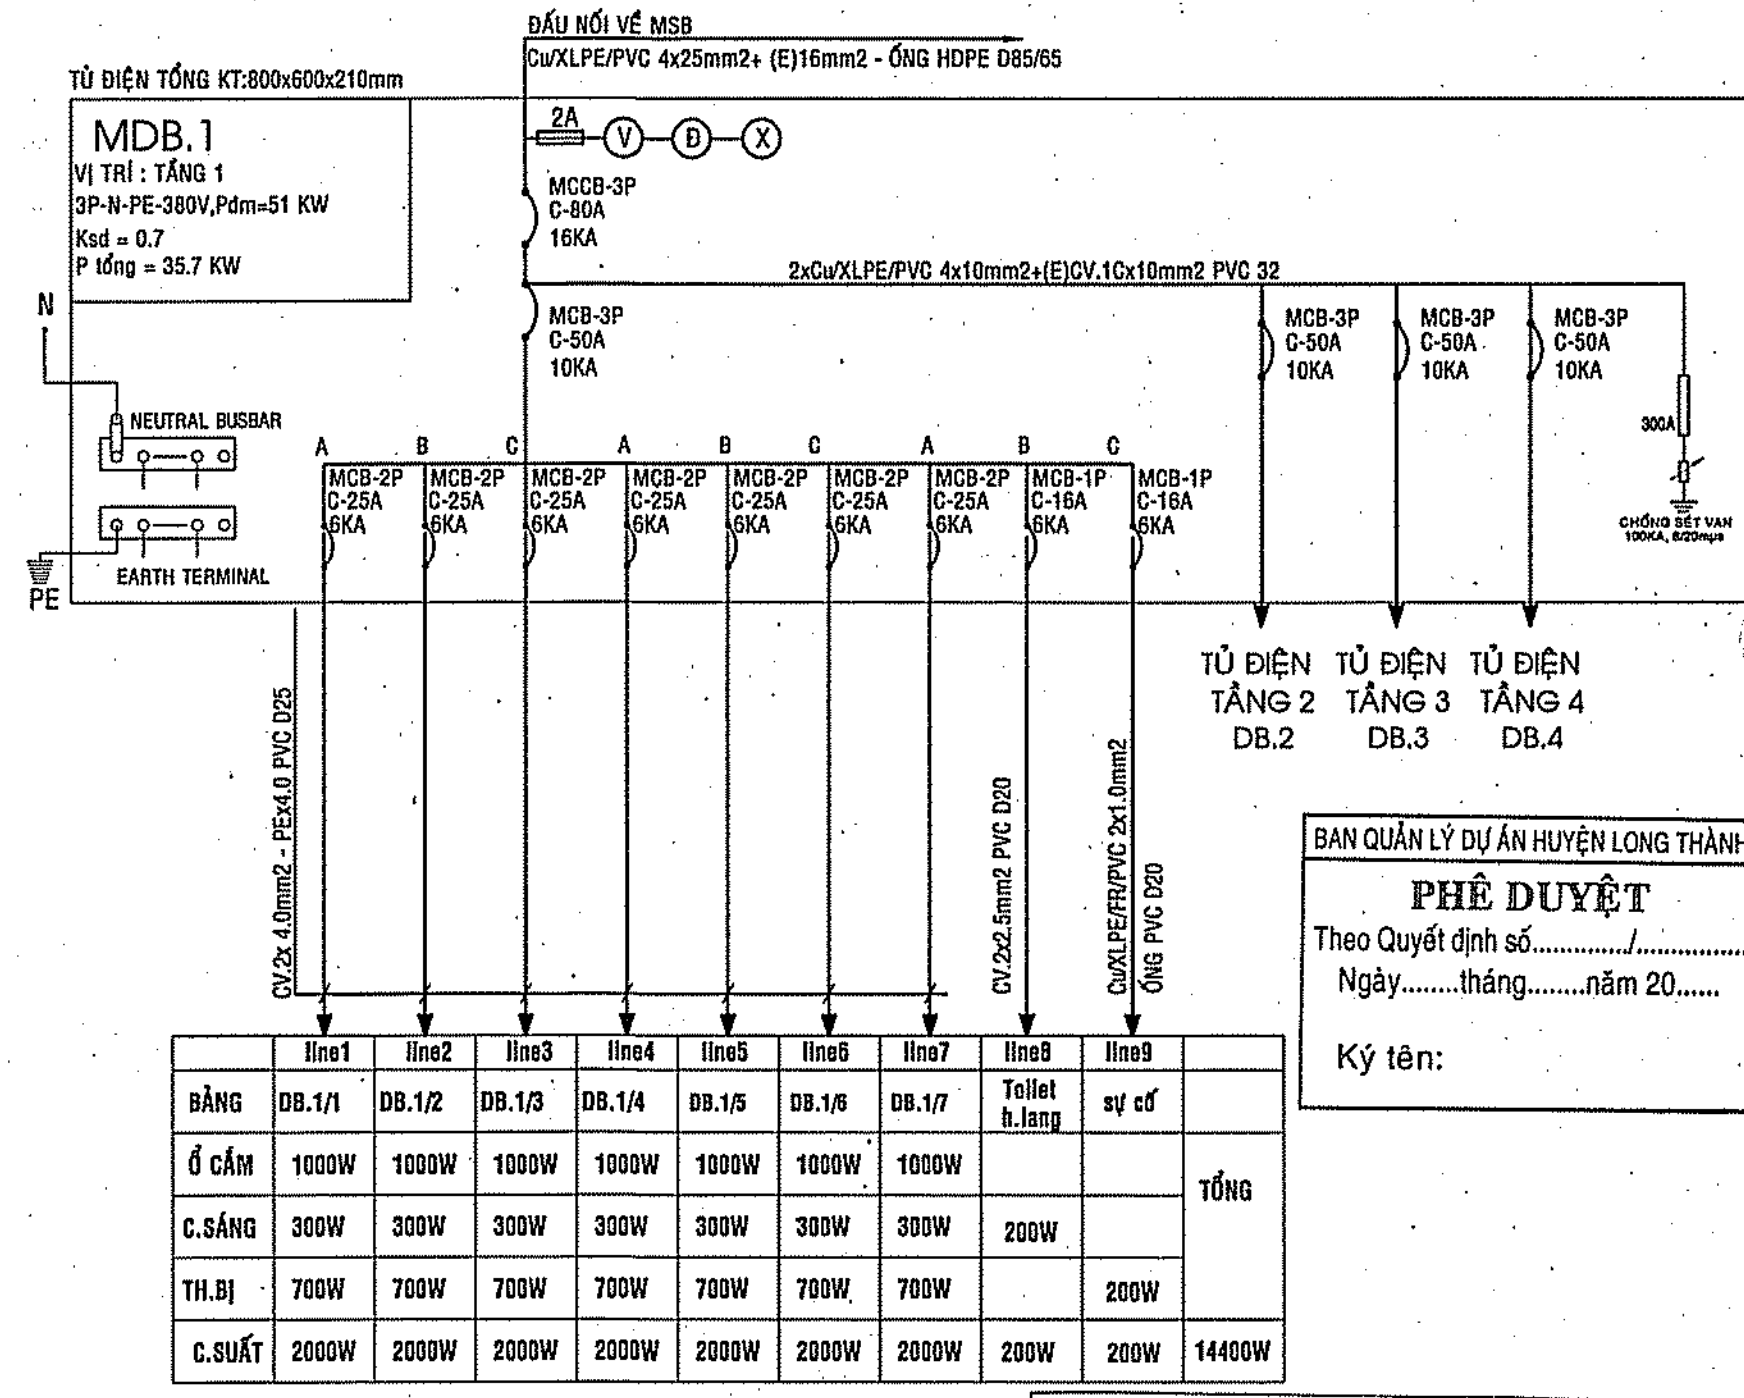 ĐẤU NỐI VỀ MSB
Cu/XLPE/PVC 4x25mm2+ (E)16mm2 - ỐNG HDPE D85/65
TỦ ĐIỆN TỔNG KT:800x600x210mm
MDB.1
VỊ TRÍ : TẦNG 1
3P-N-PE-380V,Pdm=51 KW
Ksd = 0.7
P tổng = 35.7 KW
2A
V Đ X
MCCB-3P
C-80A
16KA
2xCu/XLPE/PVC 4x10mm2+(E)CV.1Cx10mm2 PVC 32
MCB-3P
C-50A
10KA
MCB-3P
C-50A
10KA
MCB-3P
C-50A
10KA
MCB-3P
C-50A
10KA
300A
CHỐNG SÉT VAN
100KA, 8/20mµs
N
NEUTRAL BUSBAR
EARTH TERMINAL
PE
A B C A B C A B C
MCB-2P MCB-2P MCB-2P MCB-2P MCB-2P MCB-2P MCB-2P MCB-1P MCB-1P
C-25A C-25A C-25A C-25A C-25A C-25A C-25A C-16A C-16A
6KA 6KA 6KA 6KA 6KA 6KA 6KA 6KA 6KA
TỦ ĐIỆN TỦ ĐIỆN TỦ ĐIỆN
TẦNG 2 TẦNG 3 TẦNG 4
DB.2 DB.3 DB.4
CV.2x 4.0mm2 - PEx4.0 PVC D25
CV.2x2.5mm2 PVC D20
Cu/XLPE/FR/PVC 2x1.0mm2
ỐNG PVC D20
BAN QUẢN LÝ DỰ ÁN HUYỆN LONG THÀNH
PHÊ DUYỆT
Theo Quyết định số............./...............
Ngày........tháng........năm 20......
Ký tên:
line1 line2 line3 line4 line5 line6 line7 line8 line9
BẢNG DB.1/1 DB.1/2 DB.1/3 DB.1/4 DB.1/5 DB.1/6 DB.1/7 Toilet h.lang sự cố
Ổ CẮM 1000W 1000W 1000W 1000W 1000W 1000W 1000W TỔNG
C.SÁNG 300W 300W 300W 300W 300W 300W 300W 200W
TH.BỊ 700W 700W 700W 700W 700W 700W 700W 200W
C.SUẤT 2000W 2000W 2000W 2000W 2000W 2000W 2000W 200W 200W 14400W